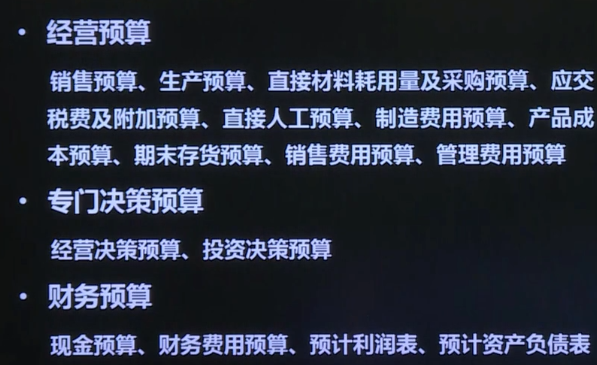 • 经营预算
销售预算、生产预算、直接材料耗用量及采购预算、应交
税费及附加预算、直接人工预算、制造费用预算、产品成
本预算、期末存货预算、销售费用预算、管理费用预算
• 专门决策预算
经营决策预算、投资决策预算
• 财务预算
现金预算、财务费用预算、预计利润表、预计资产负债表